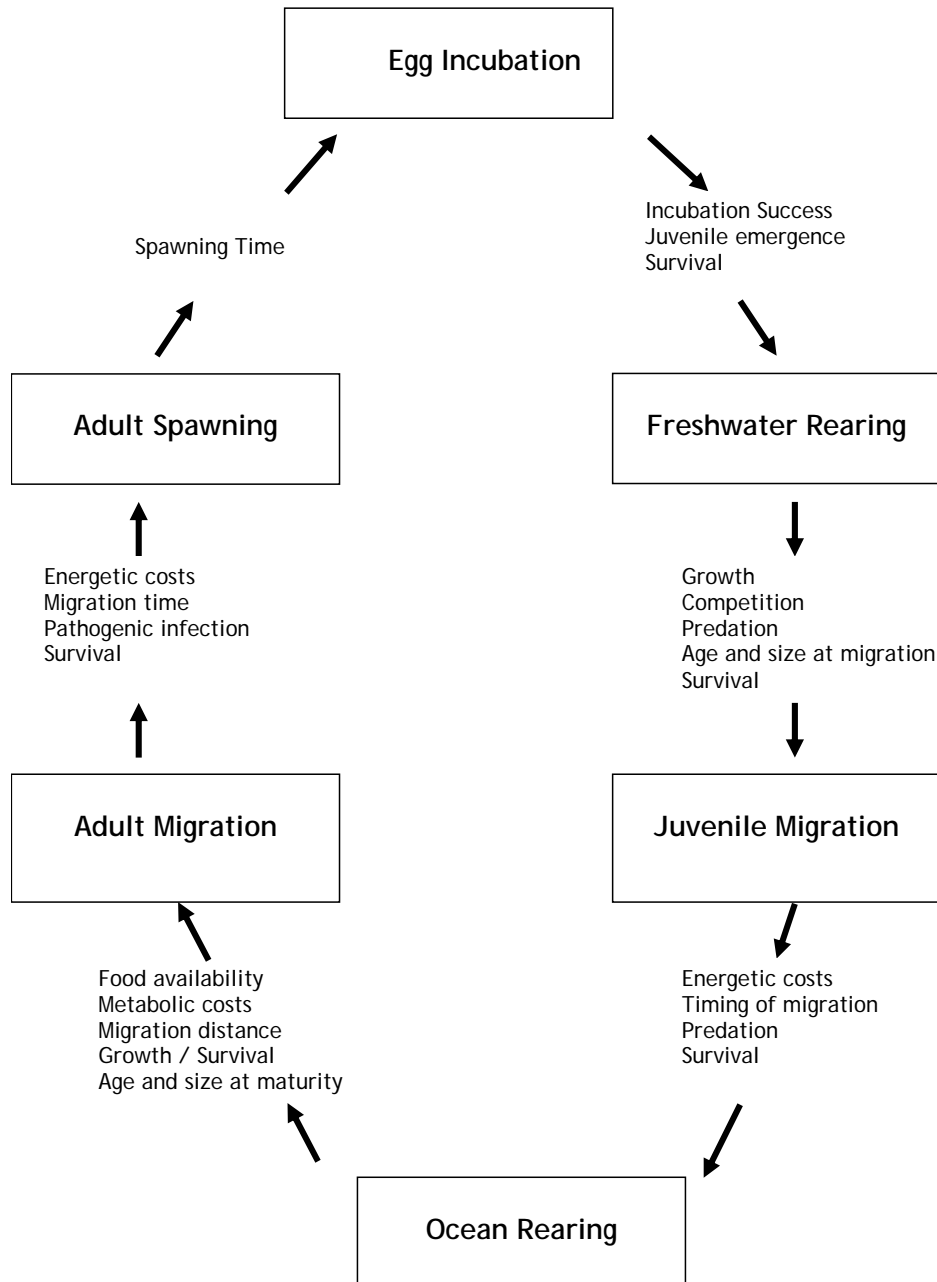 Egg Incubation
Incubation Success
Juvenile emergence
Survival
Spawning Time
Adult Spawning
Freshwater Rearing
Energetic costs
Migration time
Pathogenic infection
Survival
Growth
Competition
Predation
Age and size at migration
Survival
Adult Migration
Juvenile Migration
Food availability
Metabolic costs
Migration distance
Growth / Survival
Age and size at maturity
Energetic costs
Timing of migration
Predation
Survival
Ocean Rearing